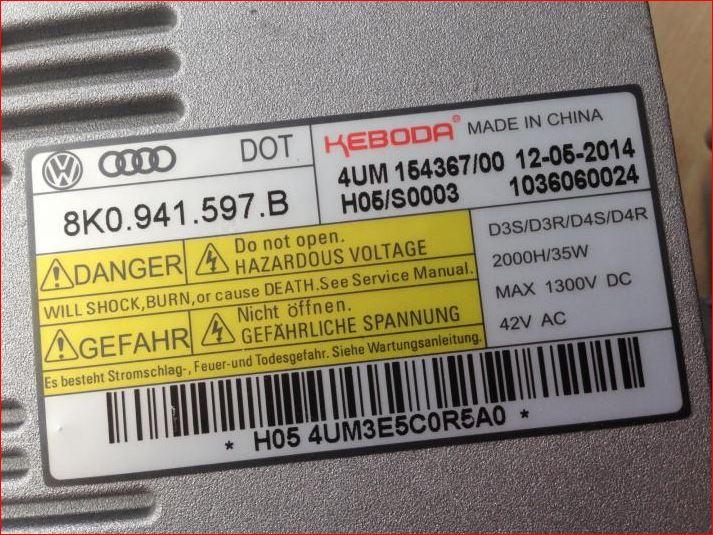 DOT
8K0.941.597.B
KEBODA® MADE IN CHINA
4UM 154367/00 12-05-2014
H05/S0003 1036060024
DANGER
Do not open.
HAZARDOUS VOLTAGE
WILL SHOCK,BURN,or cause DEATH.See Service Manual.
GEFAHR
Nicht öffnen.
GEFÄHRLICHE SPANNUNG
Es besteht Stromschlag-, Feuer-und Todesgefahr. Siehe Wartungsanleitung.
D3S/D3R/D4S/D4R
2000H/35W
MAX 1300V DC
42V AC
* H05 4UM3E5C0R5A0 *